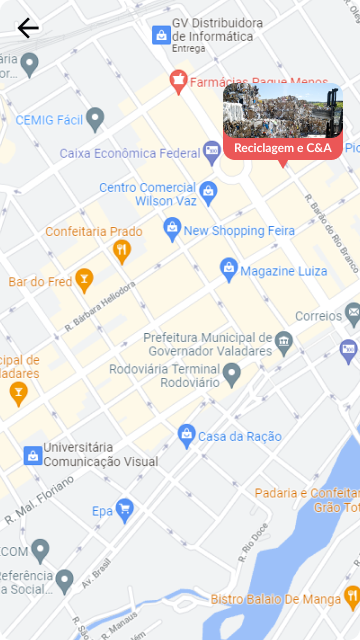 GV Distribuidora
de Informática
Entrega
ária
or...
Farmácias Pague Menos
CEMIG Fácil
Reciclagem e C&A
Caixa Econômica Federal
Centro Comercial
Wilson Vaz
R. Barão do Rio Branco
Confeitaria Prado
New Shopping Feira
Magazine Luiza
Bar do Fred
R. Bárbara Heliodora
Correios
Prefeitura Municipal de
Governador Valadares
cipal de
ladares
Rodoviária Terminal
Rodoviário
Casa da Ração
Universitária
Comunicação Visual
R. Mal. Floriano
Padaria e Confeitar
Grão Tot
Epa
R. Rio Doce
COM
Av. Brasil
Referência
a Social...
Bistro Balaio De Manga
R. Manaus